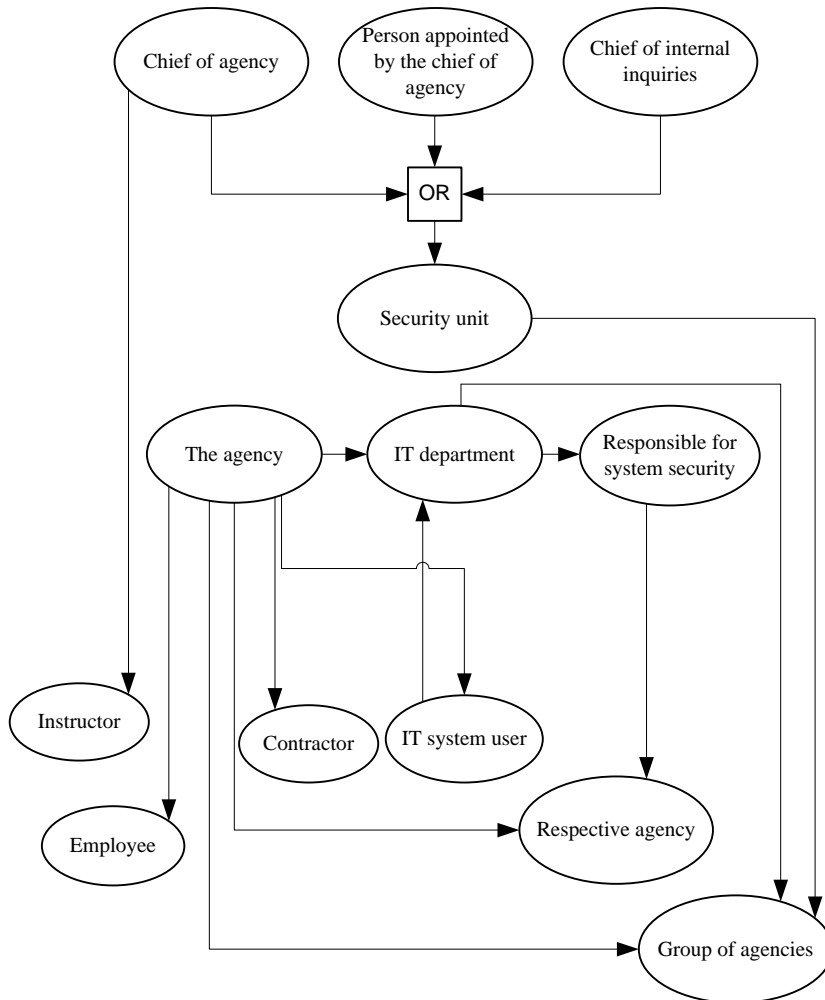 Chief of agency
Person appointed
by the chief of
agency
Chief of internal
inquiries
OR
Security unit
The agency
IT department
Responsible for
system security
Instructor
Contractor
IT system user
Employee
Respective agency
Group of agencies